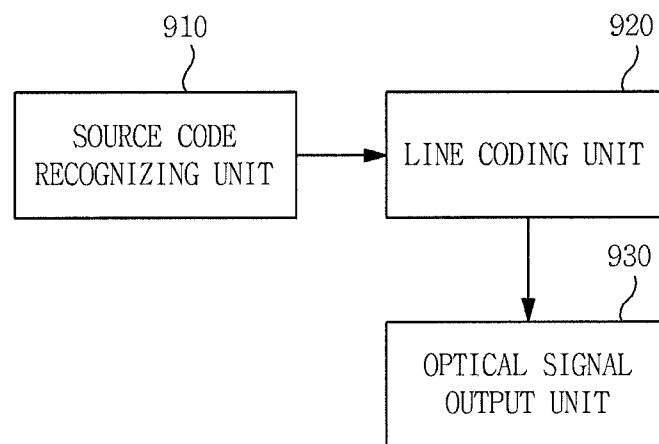 910
920
SOURCE CODE
RECOGNIZING UNIT
LINE CODING UNIT
930
OPTICAL SIGNAL
OUTPUT UNIT